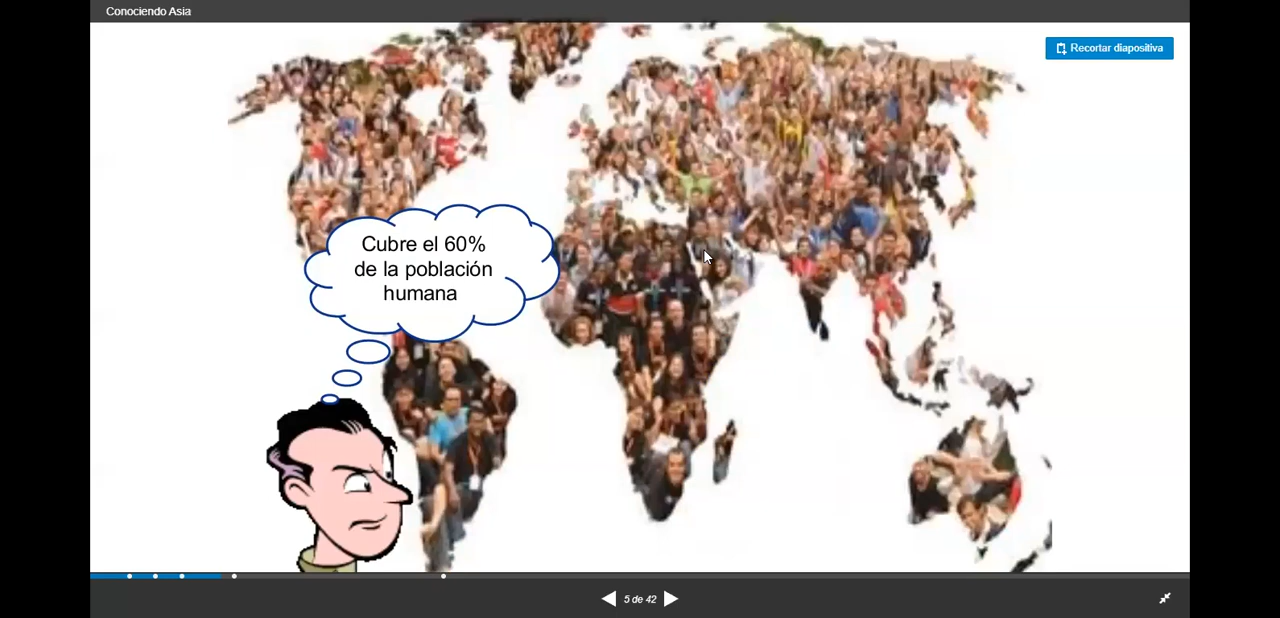 Conociendo Asia
Recortar diapositiva
Cubre el 60%
de la población
humana
5 de 42